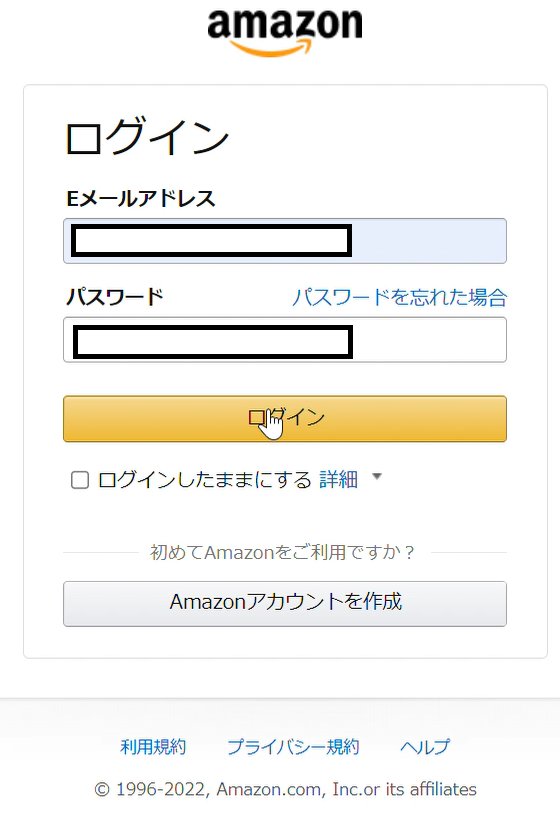 amazon
ログイン
Eメールアドレス
パスワード パスワードを忘れた場合
ログイン
ログインしたままにする 詳細
初めてAmazonをご利用ですか？
Amazonアカウントを作成
利用規約 プライバシー規約 ヘルプ
© 1996-2022, Amazon.com, Inc.or its affiliates